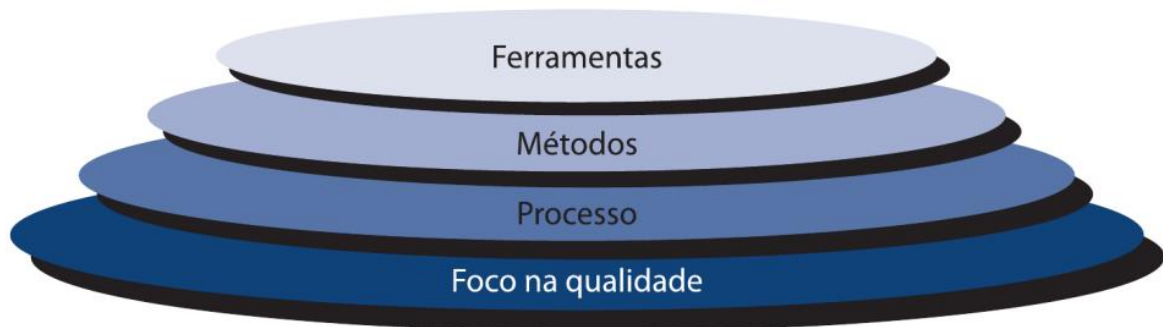 Ferramentas
Métodos
Processo
Foco na qualidade